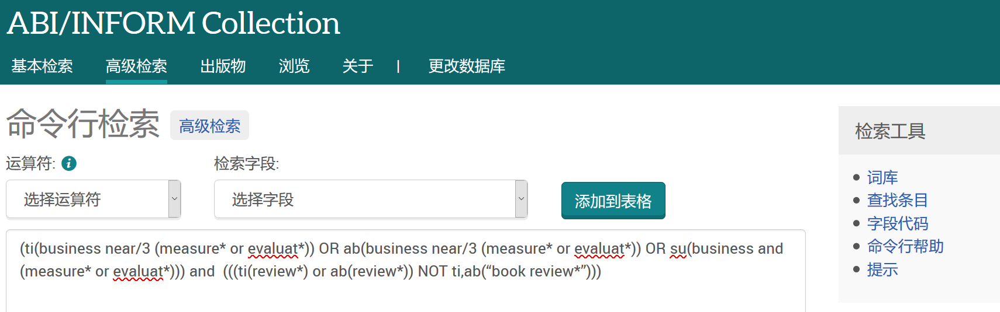 ABI/INFORM Collection
基本检索 高级检索 出版物 浏览 关于 | 更改数据库
命令行检索 高级检索
检索工具
运算符: i 检索字段:
选择运算符 选择字段 添加到表格
词库
查找条目
字段代码
命令行帮助
提示
(ti(business near/3 (measure* or evaluat*)) OR ab(business near/3 (measure* or evaluat*)) OR su(business and
(measure* or evaluat*))) and  (((ti(review*) or ab(review*)) NOT ti,ab(“book review*”)))